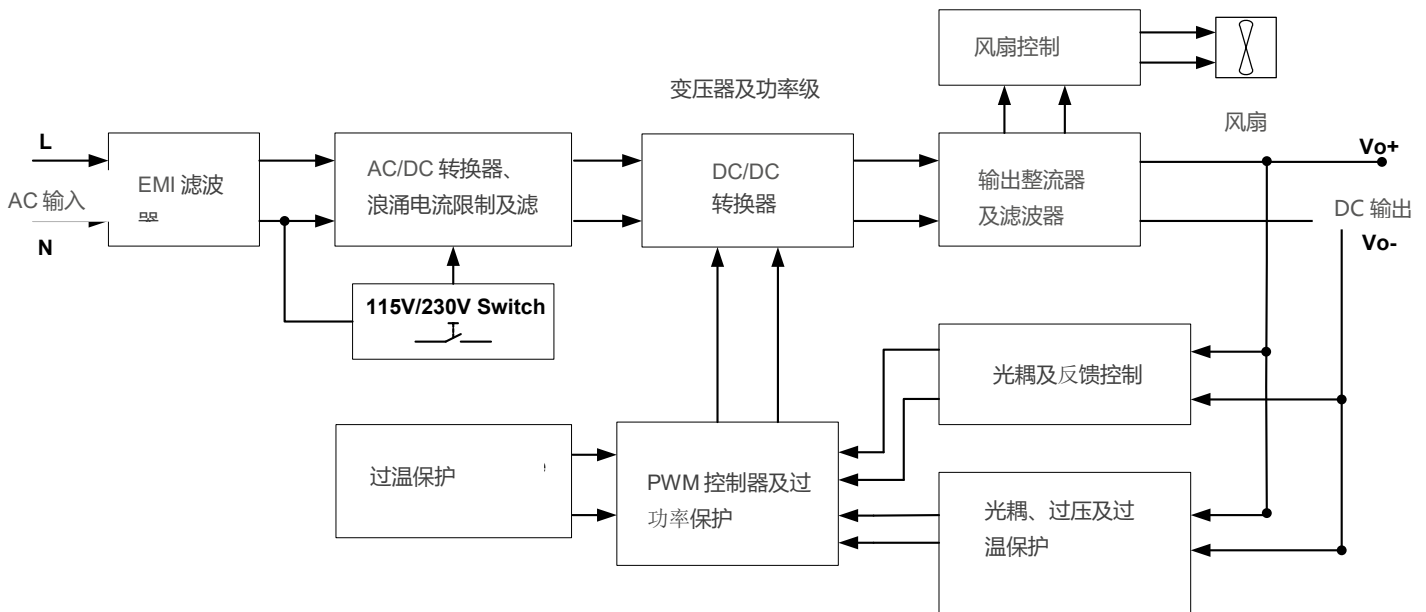 风扇控制
变压器及功率级
风扇
L
AC 输入
N
EMI 滤波
器
AC/DC 转换器、
浪涌电流限制及滤
DC/DC
转换器
输出整流器
及滤波器
Vo+
DC 输出
Vo-
115V/230V Switch
光耦及反馈控制
过温保护
PWM 控制器及过
功率保护
光耦、过压及过
温保护